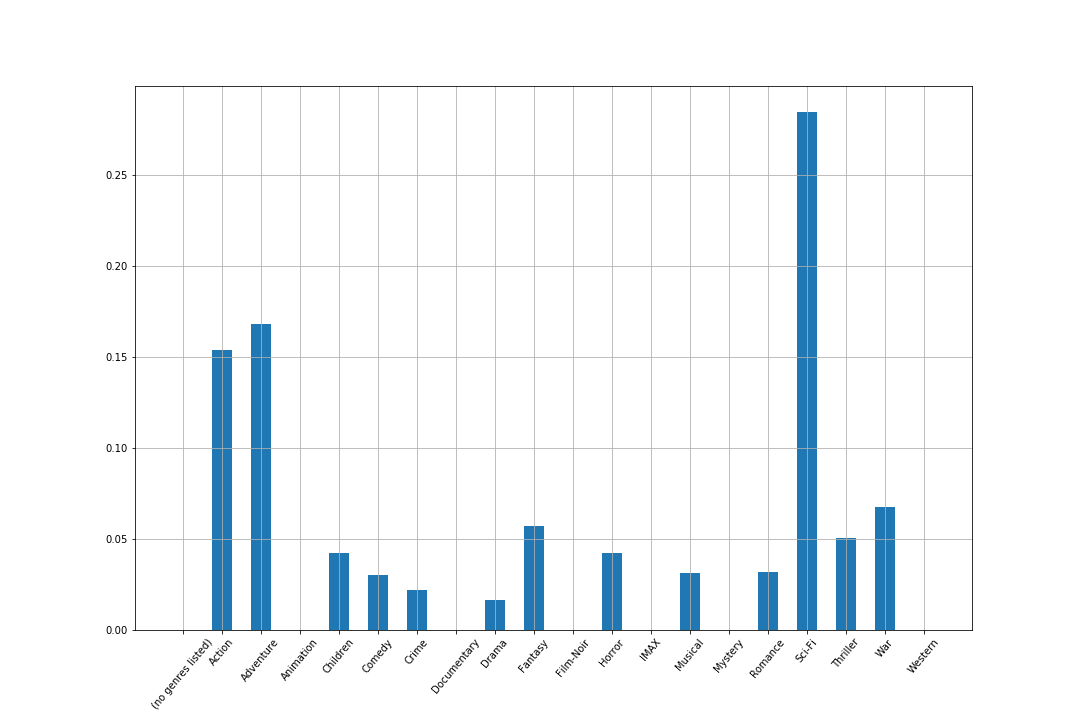 0.25
0.20
0.15
0.10
0.05
0.00
(no genres listed)
Action
Adventure
Animation
Children
Comedy
Crime
Documentary
Drama
Fantasy
Film-Noir
Horror
IMAX
Musical
Mystery
Romance
Sci-Fi
Thriller
War
Western